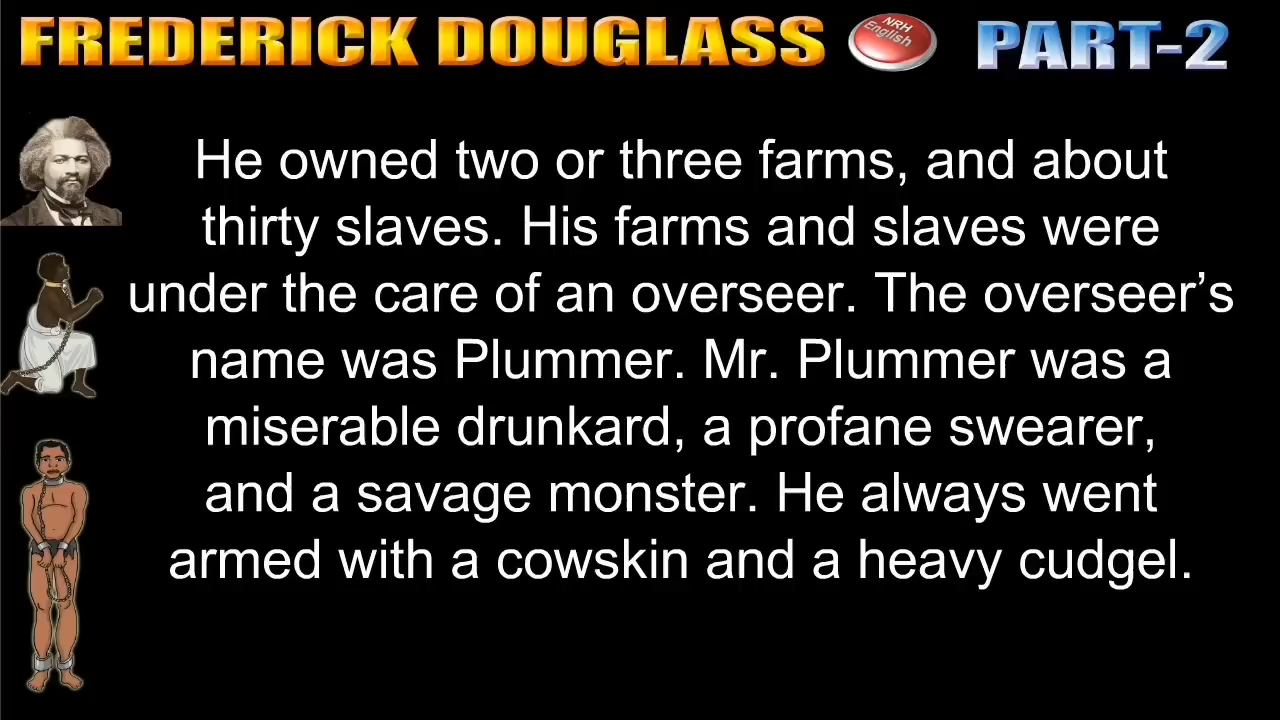 FREDERICK DOUGLASS
NRH
English
PART-2
He owned two or three farms, and about
thirty slaves. His farms and slaves were
under the care of an overseer. The overseer’s
name was Plummer. Mr. Plummer was a
miserable drunkard, a profane swearer,
and a savage monster. He always went
armed with a cowskin and a heavy cudgel.